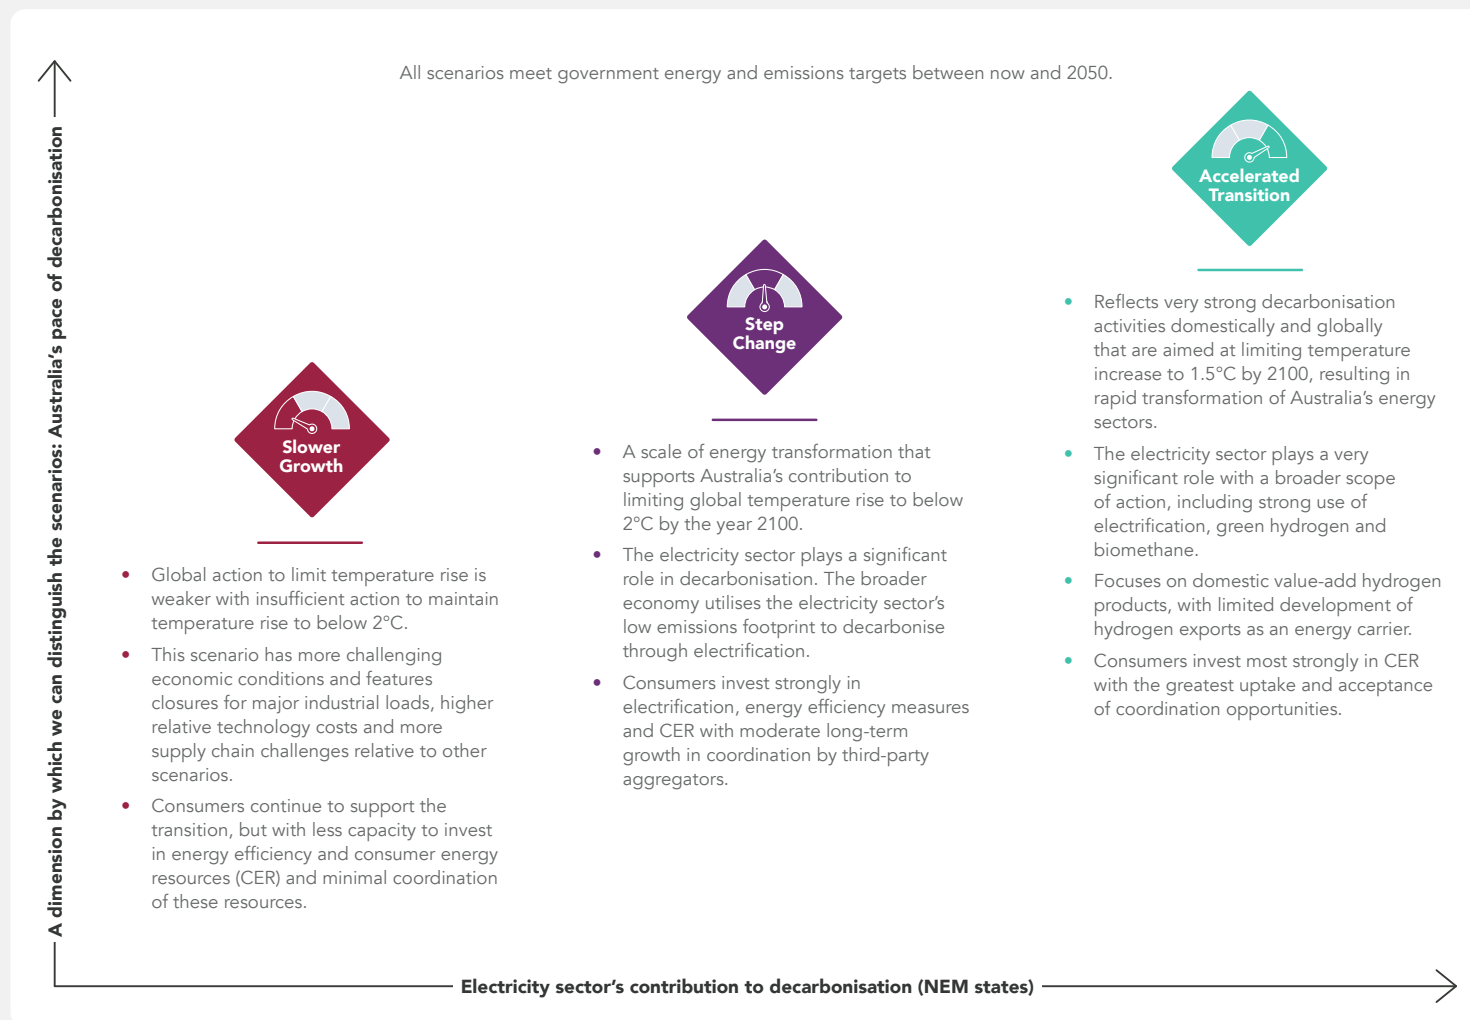 All scenarios meet government energy and emissions targets between now and 2050.
A dimension by which we can distinguish the scenarios: Australia's pace of decarbonisation
Slower
Growth
• Global action to limit temperature rise is
weaker with insufficient action to maintain
temperature rise to below 2°C.
• This scenario has more challenging
economic conditions and features
closures for major industrial loads, higher
relative technology costs and more
supply chain challenges relative to other
scenarios.
• Consumers continue to support the
transition, but with less capacity to invest
in energy efficiency and consumer energy
resources (CER) and minimal coordination
of these resources.
Step
Change
• A scale of energy transformation that
supports Australia's contribution to
limiting global temperature rise to below
2°C by the year 2100.
• The electricity sector plays a significant
role in decarbonisation. The broader
economy utilises the electricity sector's
low emissions footprint to decarbonise
through electrification.
• Consumers invest strongly in
electrification, energy efficiency measures
and CER with moderate long-term
growth in coordination by third-party
aggregators.
Accelerated
Transition
• Reflects very strong decarbonisation
activities domestically and globally
that are aimed at limiting temperature
increase to 1.5°C by 2100, resulting in
rapid transformation of Australia's energy
sectors.
• The electricity sector plays a very
significant role with a broader scope
of action, including strong use of
electrification, green hydrogen and
biomethane.
• Focuses on domestic value-add hydrogen
products, with limited development of
hydrogen exports as an energy carrier.
• Consumers invest most strongly in CER
with the greatest uptake and acceptance
of coordination opportunities.
Electricity sector's contribution to decarbonisation (NEM states)